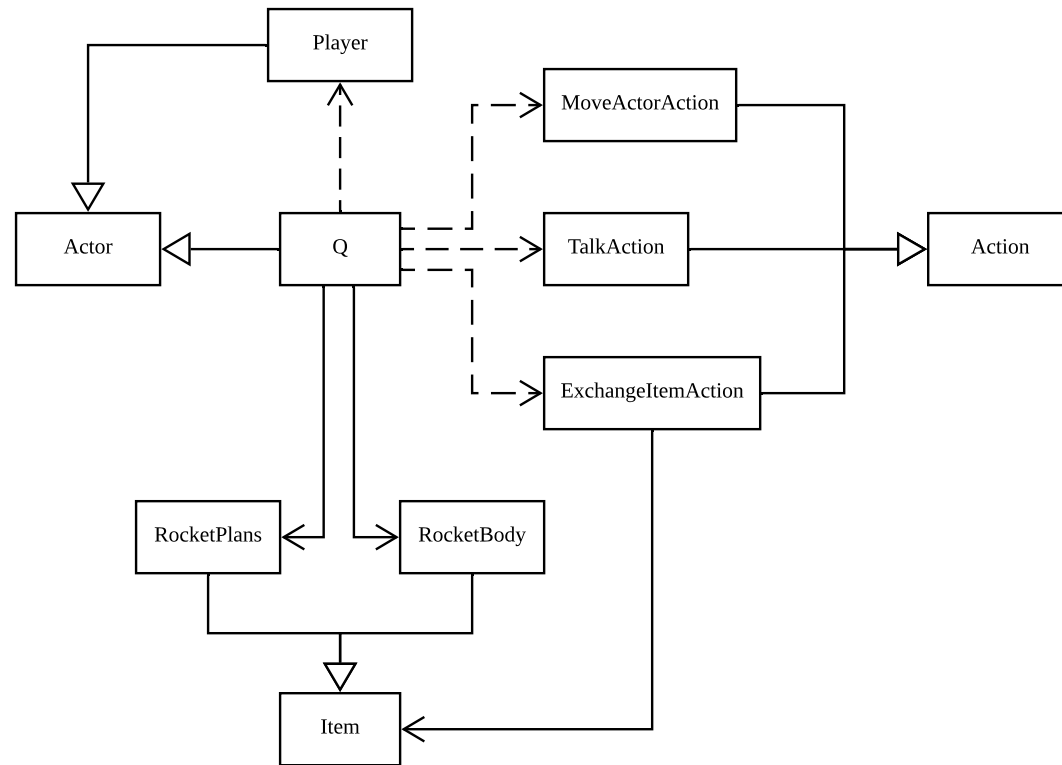 Player
MoveActorAction
Actor
Q
TalkAction
Action
ExchangeItemAction
RocketPlans
RocketBody
Item